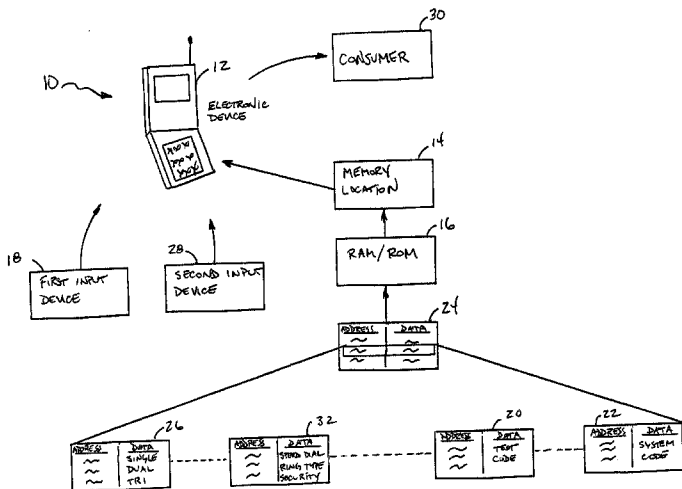 30
CONSUMER
12
10
ELECTRONIC
DEVICE
14
MEMORY
LOCATION
16
RAM/ROM
18
FIRST INPUT
DEVICE
28
SECOND INPUT
DEVICE
24
ADDRESS DATA
26
ADDRESS DATA
SINGLE
DUAL
TRI
32
ADDRESS DATA
SPEED DIAL
RING TYPE
SECURITY
20
ADDRESS DATA
TEST
CODE
22
ADDRESS DATA
SYSTEM
CODE